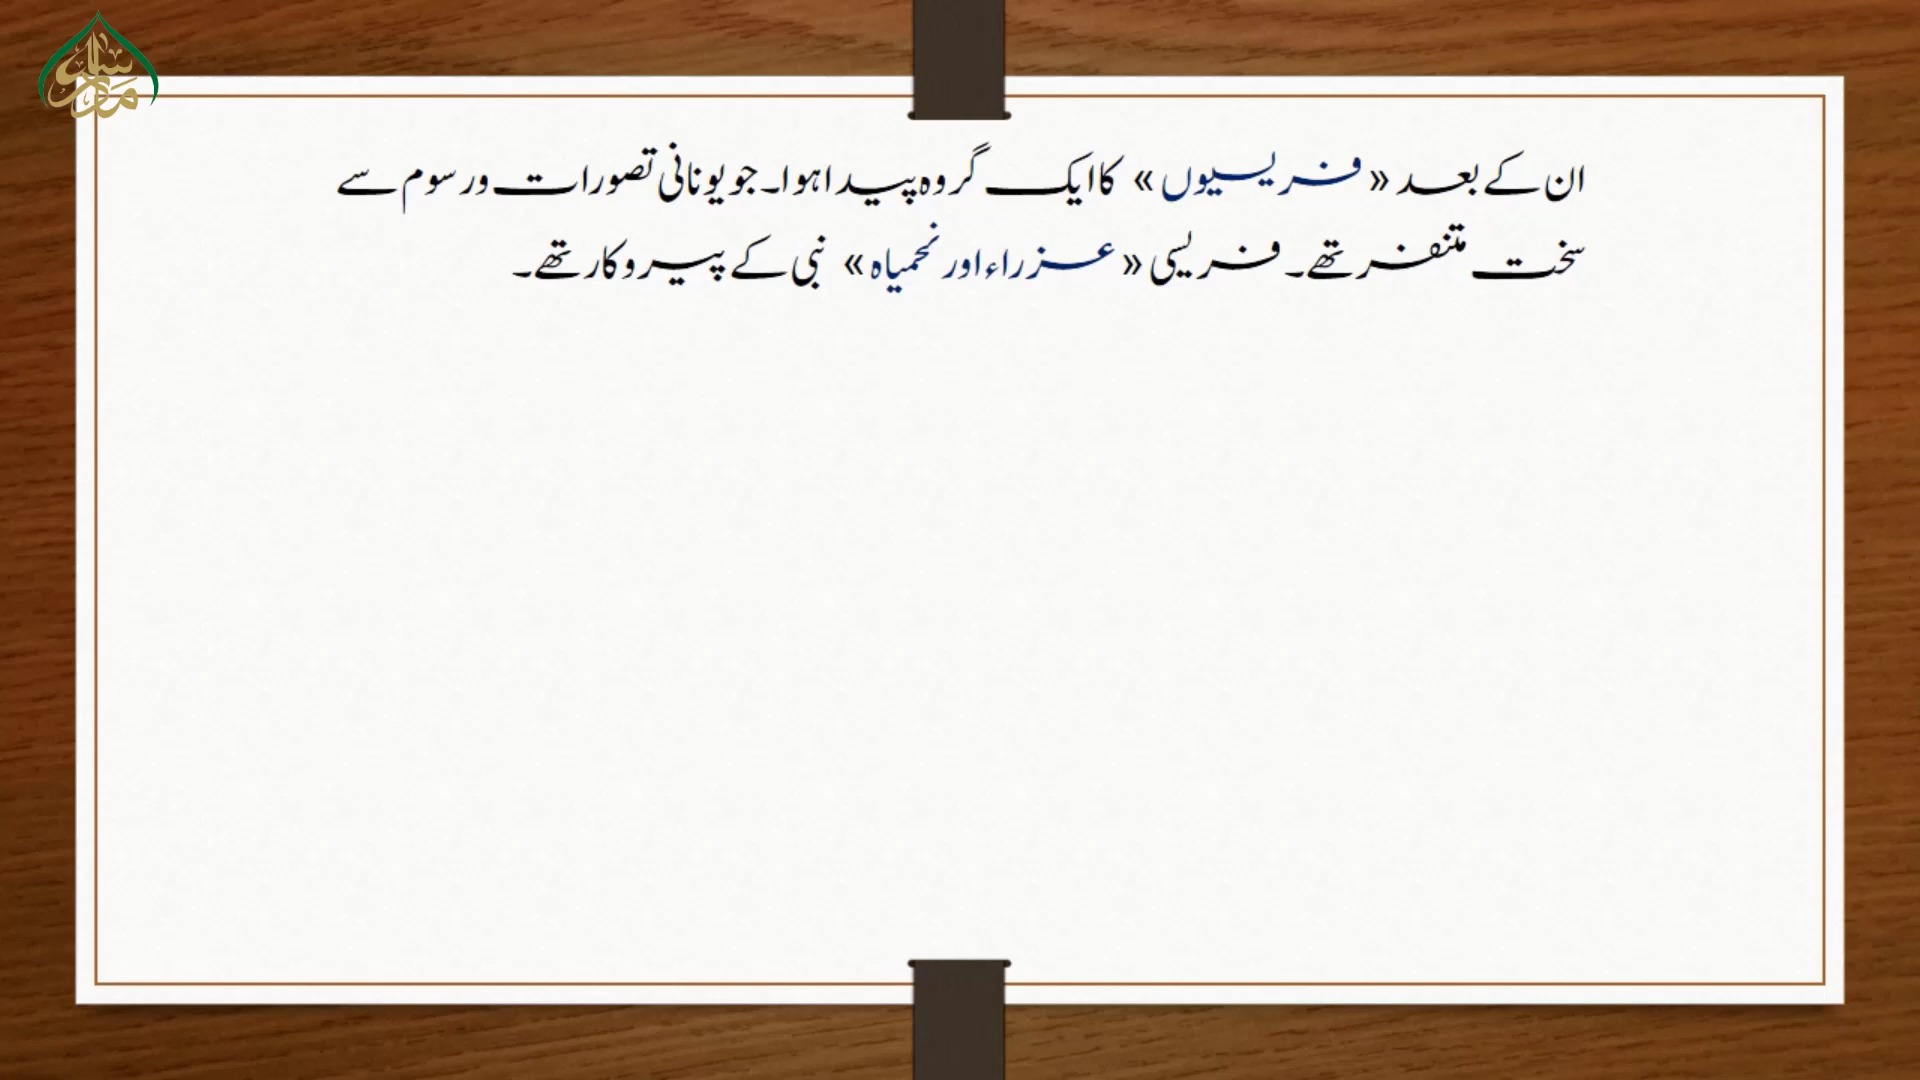 ان کے بعد «فریسیوں» کا ایک گروہ پیدا ہوا۔ جو یونانی تصورات ورسوم سے
سخت متنفر تھے۔ فریسی «عزراء اور نحمیاہ» نبی کے پیروکار تھے۔